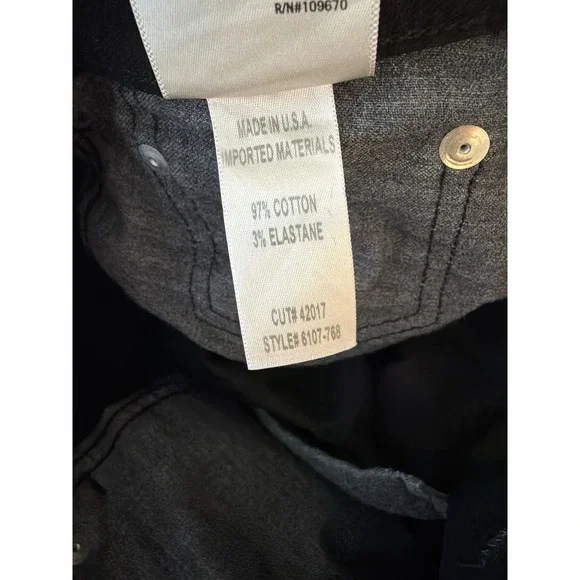 R/N#109670
MADE IN U.S.A.
IMPORTED MATERIALS
97% COTTON
3% ELASTANE
CUT# 42017
STYLE# 6107-768